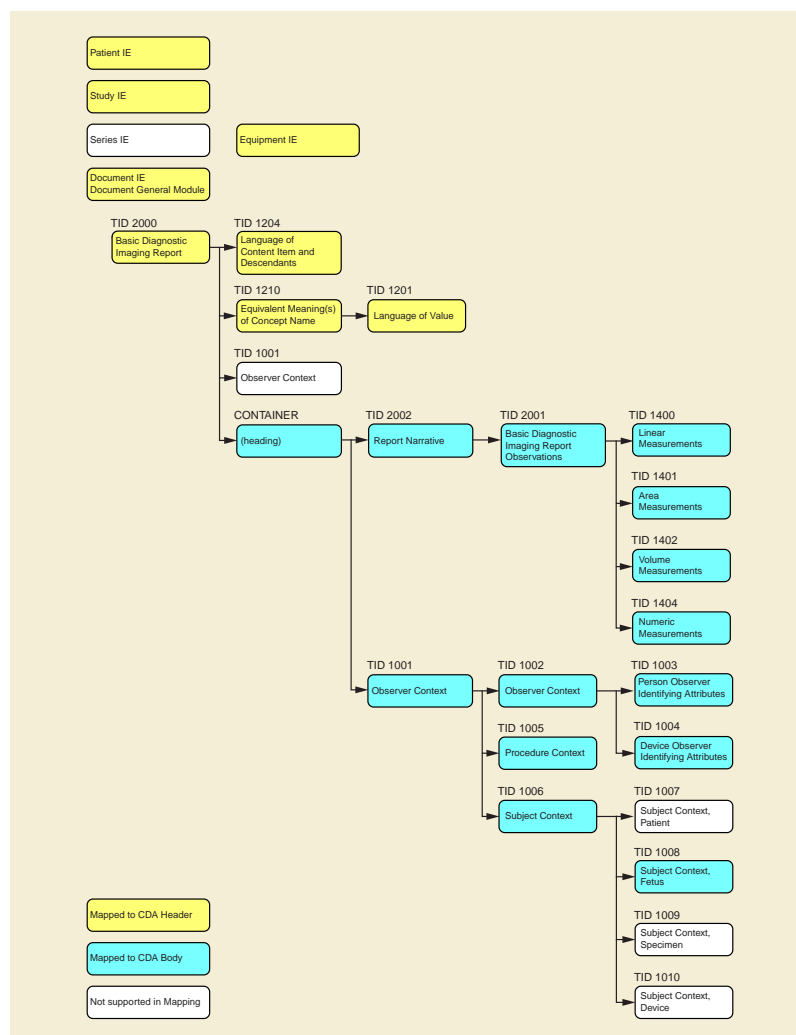 Patient IE
Study IE
Series IE
Equipment IE
Document IE
Document General Module
TID 2000
TID 1204
Basic Diagnostic
Imaging Report
Language of
Content Item and
Descendants
TID 1210
TID 1201
Equivalent Meaning(s)
of Concept Name
Language of Value
TID 1001
Observer Context
CONTAINER
TID 2002
TID 2001
TID 1400
(heading)
Report Narrative
Basic Diagnostic
Imaging Report
Observations
Linear
Measurements
TID 1401
Area
Measurements
TID 1402
Volume
Measurements
TID 1404
Numeric
Measurements
TID 1001
TID 1002
TID 1003
Observer Context
Observer Context
Person Observer
Identifying Attributes
TID 1005
TID 1004
Procedure Context
Device Observer
Identifying Attributes
TID 1006
TID 1007
Subject Context
Subject Context,
Patient
TID 1008
Subject Context,
Fetus
TID 1009
Subject Context,
Specimen
TID 1010
Subject Context,
Device
Mapped to CDA Header
Mapped to CDA Body
Not supported in Mapping